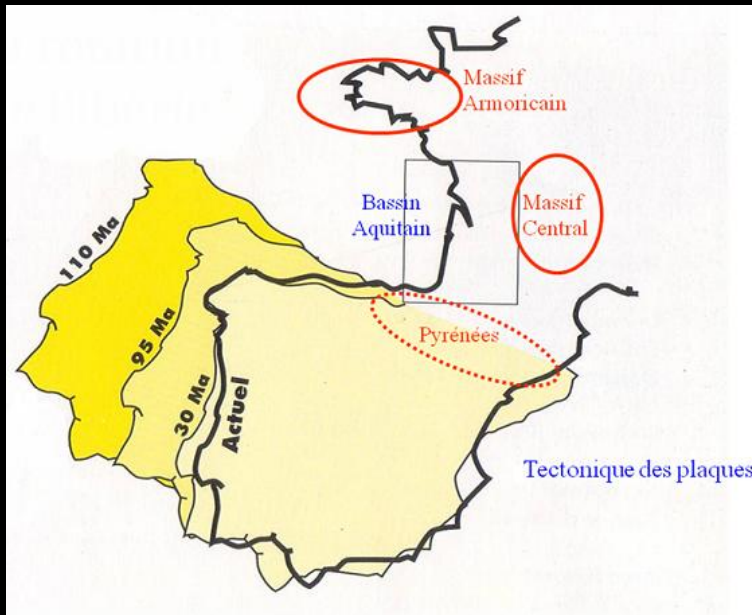 Massif
Armoricain
Bassin
Aquitain
Massif
Central
110 Ma
95 Ma
30 Ma
Actuel
Pyrénées
Tectonique des plaques